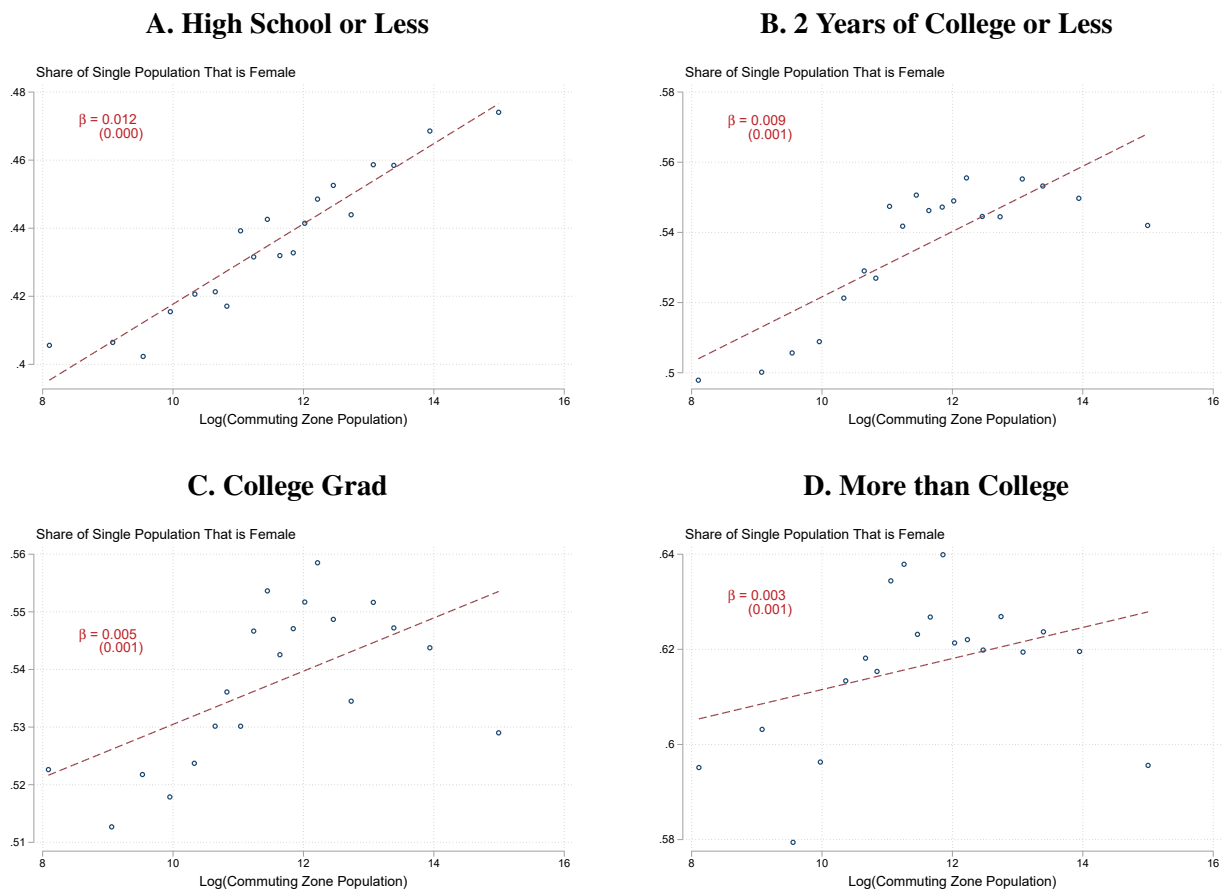 A. High School or Less
Share of Single Population That is Female
.48
.46
.44
.42
.4
β = 0.012
(0.000)
8 10 12 14 16
Log(Commuting Zone Population)
B. 2 Years of College or Less
Share of Single Population That is Female
.58
.56
.54
.52
.5
β = 0.009
(0.001)
8 10 12 14 16
Log(Commuting Zone Population)
C. College Grad
Share of Single Population That is Female
.56
.55
.54
.53
.52
.51
β = 0.005
(0.001)
8 10 12 14 16
Log(Commuting Zone Population)
D. More than College
Share of Single Population That is Female
.64
.62
.6
.58
β = 0.003
(0.001)
8 10 12 14 16
Log(Commuting Zone Population)